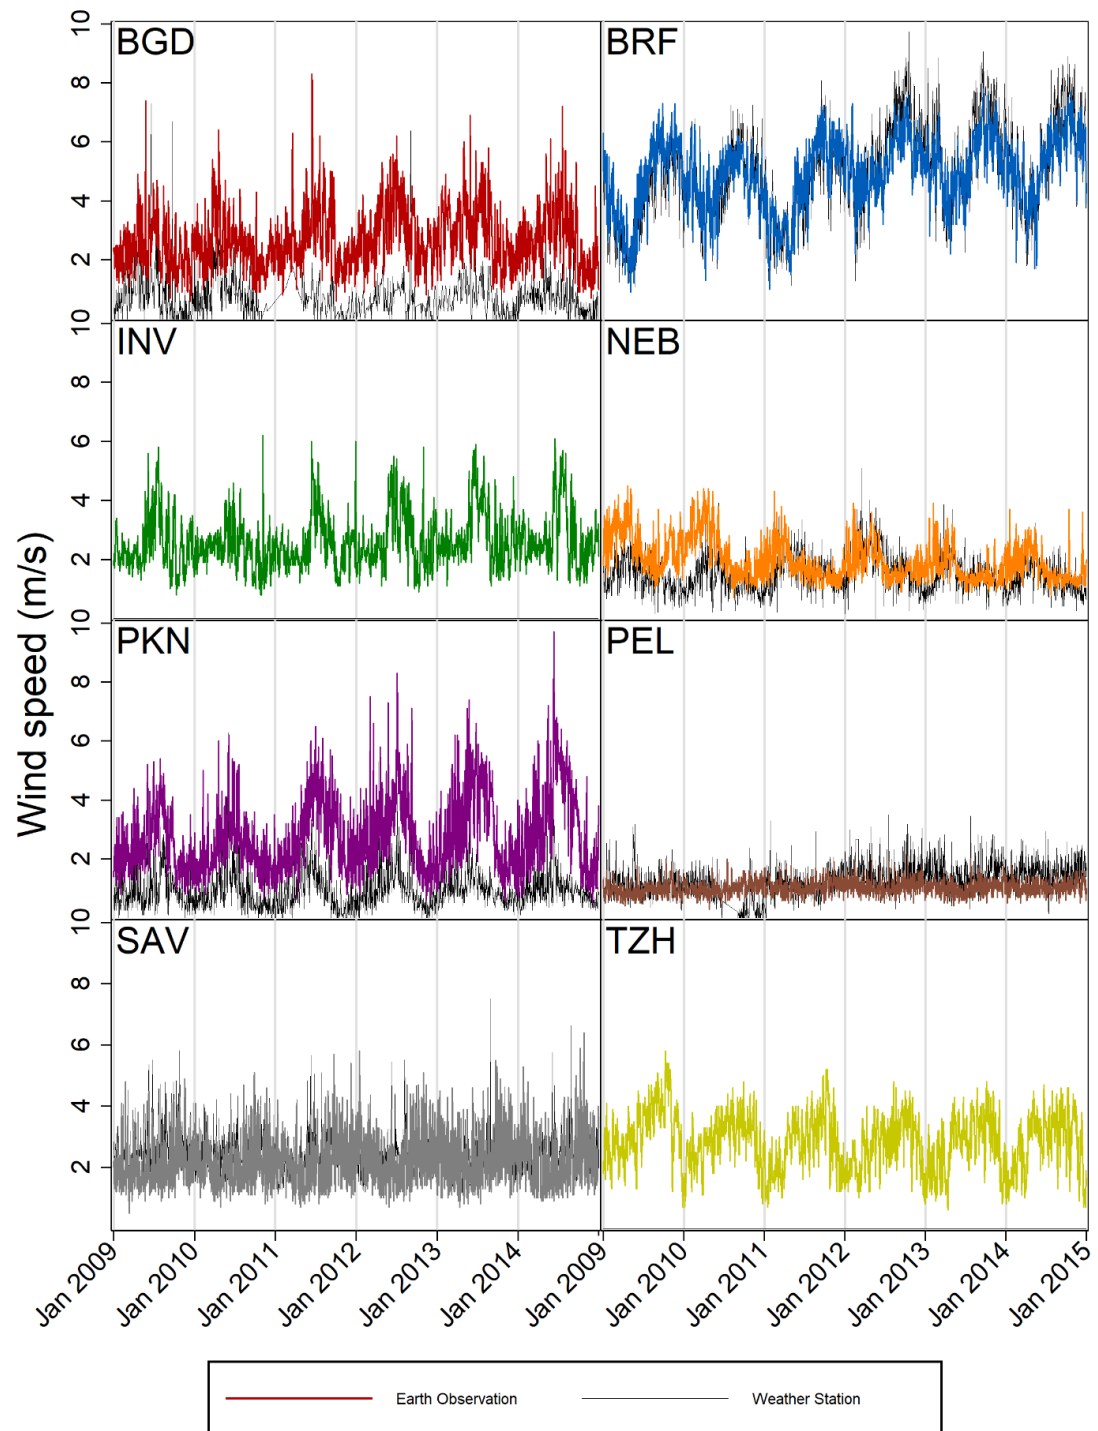 BGD
BRF
10
8
6
4
2
INV
NEB
10
8
6
4
2
PKN
PEL
10
8
6
4
2
SAV
TZH
10
8
6
4
2
Wind speed (m/s)
Jan 2009
Jan 2010
Jan 2011
Jan 2012
Jan 2013
Jan 2014
Jan 2009
Jan 2010
Jan 2011
Jan 2012
Jan 2013
Jan 2014
Jan 2015
Earth Observation
Weather Station